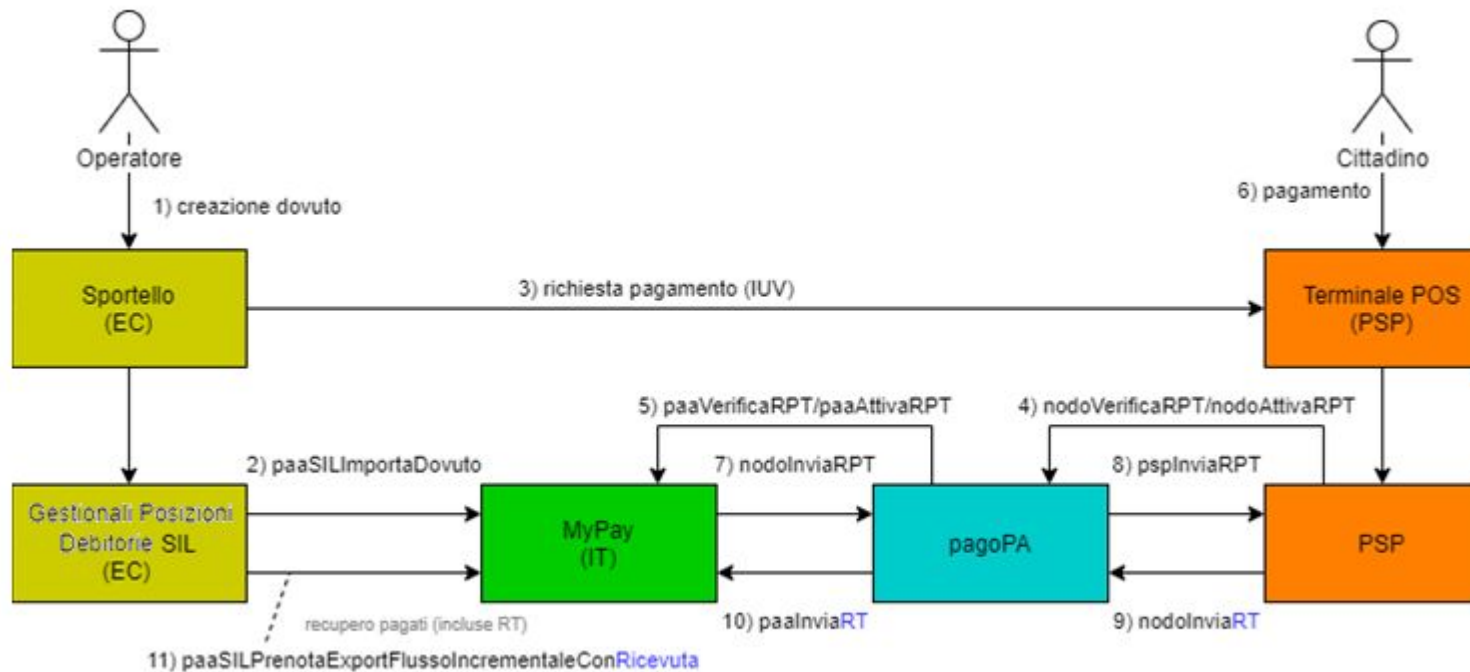 Operatore
Cittadino
1) creazione dovuto
6) pagamento
Sportello
(EC)
3) richiesta pagamento (IUV)
Terminale POS
(PSP)
5) paaVerificaRPT/paaAttivaRPT
4) nodoVerificaRPT/nodoAttivaRPT
2) paaSILImportaDovuto
7) nodoInviaRPT
8) pspInviaRPT
Gestionali Posizioni
Debitorie SIL
(EC)
MyPay
(IT)
pagoPA
PSP
recupero pagati (incluse RT)
10) paaInviaRT
9) nodoInviaRT
11) paaSILPrenotaExportFlussoIncrementaleConRicevuta